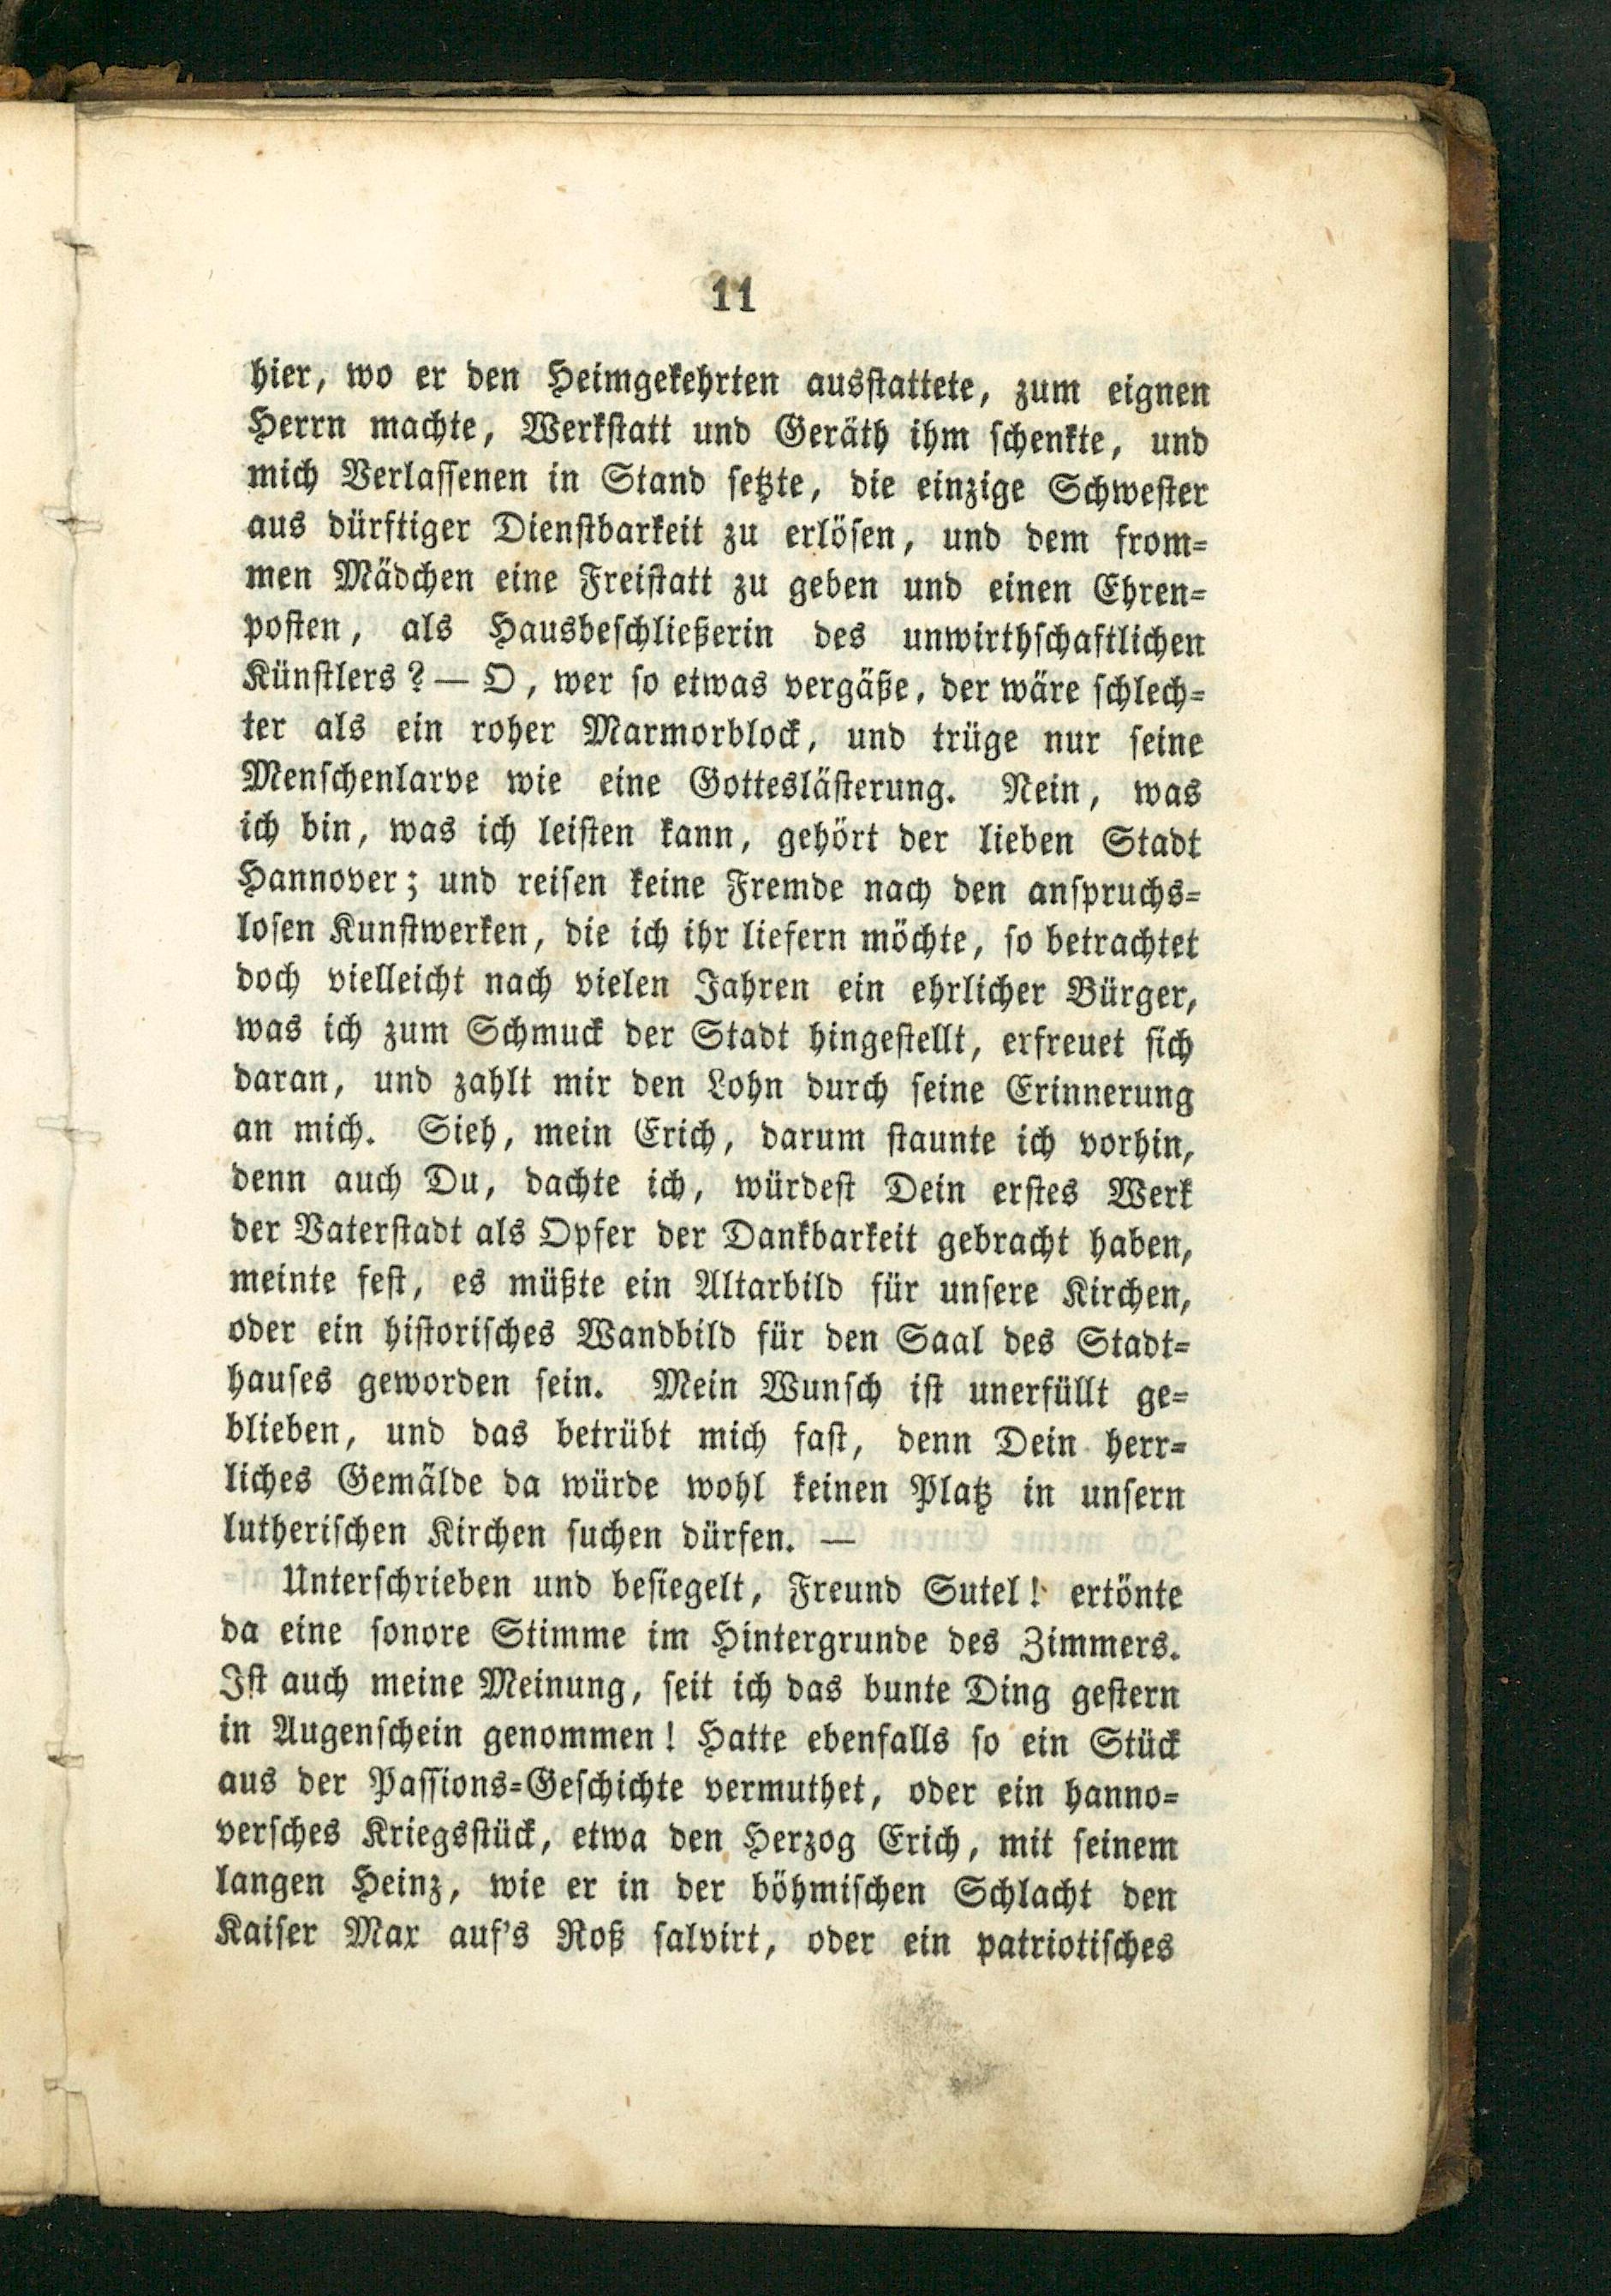 11
hier, wo er den Heimgekehrten ausstattete, zum eignen
Herrn machte, Werkstatt und Geräth ihm schenkte, und
mich Verlassenen in Stand setzte, die einzige Schwester
aus dürftiger Dienstbarkeit zu erlösen, und dem from-
men Mädchen eine Freistatt zu geben und einen Ehren-
posten, als Hausbeschließerin des unwirthschaftlichen
Künstlers? — O, wer so etwas vergäße, der wäre schlech-
ter als ein roher Marmorblock, und trüge nur seine
Menschenlarve wie eine Gotteslästerung. Nein, was
ich bin, was ich leisten kann, gehört der lieben Stadt
Hannover; und reisen keine Fremde nach den anspruchs-
losen Kunstwerken, die ich ihr liefern möchte, so betrachtet
doch vielleicht nach vielen Jahren ein ehrlicher Bürger,
was ich zum Schmuck der Stadt hingestellt, erfreuet sich
daran, und zahlt mir den Lohn durch seine Erinnerung
an mich. Sieh, mein Erich, darum staunte ich vorhin,
denn auch Du, dachte ich, würdest Dein erstes Werk
der Vaterstadt als Opfer der Dankbarkeit gebracht haben,
meinte fest, es müßte ein Altarbild für unsere Kirchen,
oder ein historisches Wandbild für den Saal des Stadt-
hauses geworden sein. Mein Wunsch ist unerfüllt ge-
blieben, und das betrübt mich fast, denn Dein herr-
liches Gemälde da würde wohl keinen Platz in unsern
lutherischen Kirchen suchen dürfen. —
Unterschrieben und besiegelt, Freund Sutel! ertönte
da eine sonore Stimme im Hintergrunde des Zimmers.
Ist auch meine Meinung, seit ich das bunte Ding gestern
in Augenschein genommen! Hatte ebenfalls so ein Stück
aus der Passions-Geschichte vermuthet, oder ein hanno-
versches Kriegsstück, etwa den Herzog Erich, mit seinem
langen Heinz, wie er in der böhmischen Schlacht den
Kaiser Max auf's Roß salvirt, oder ein patriotisches